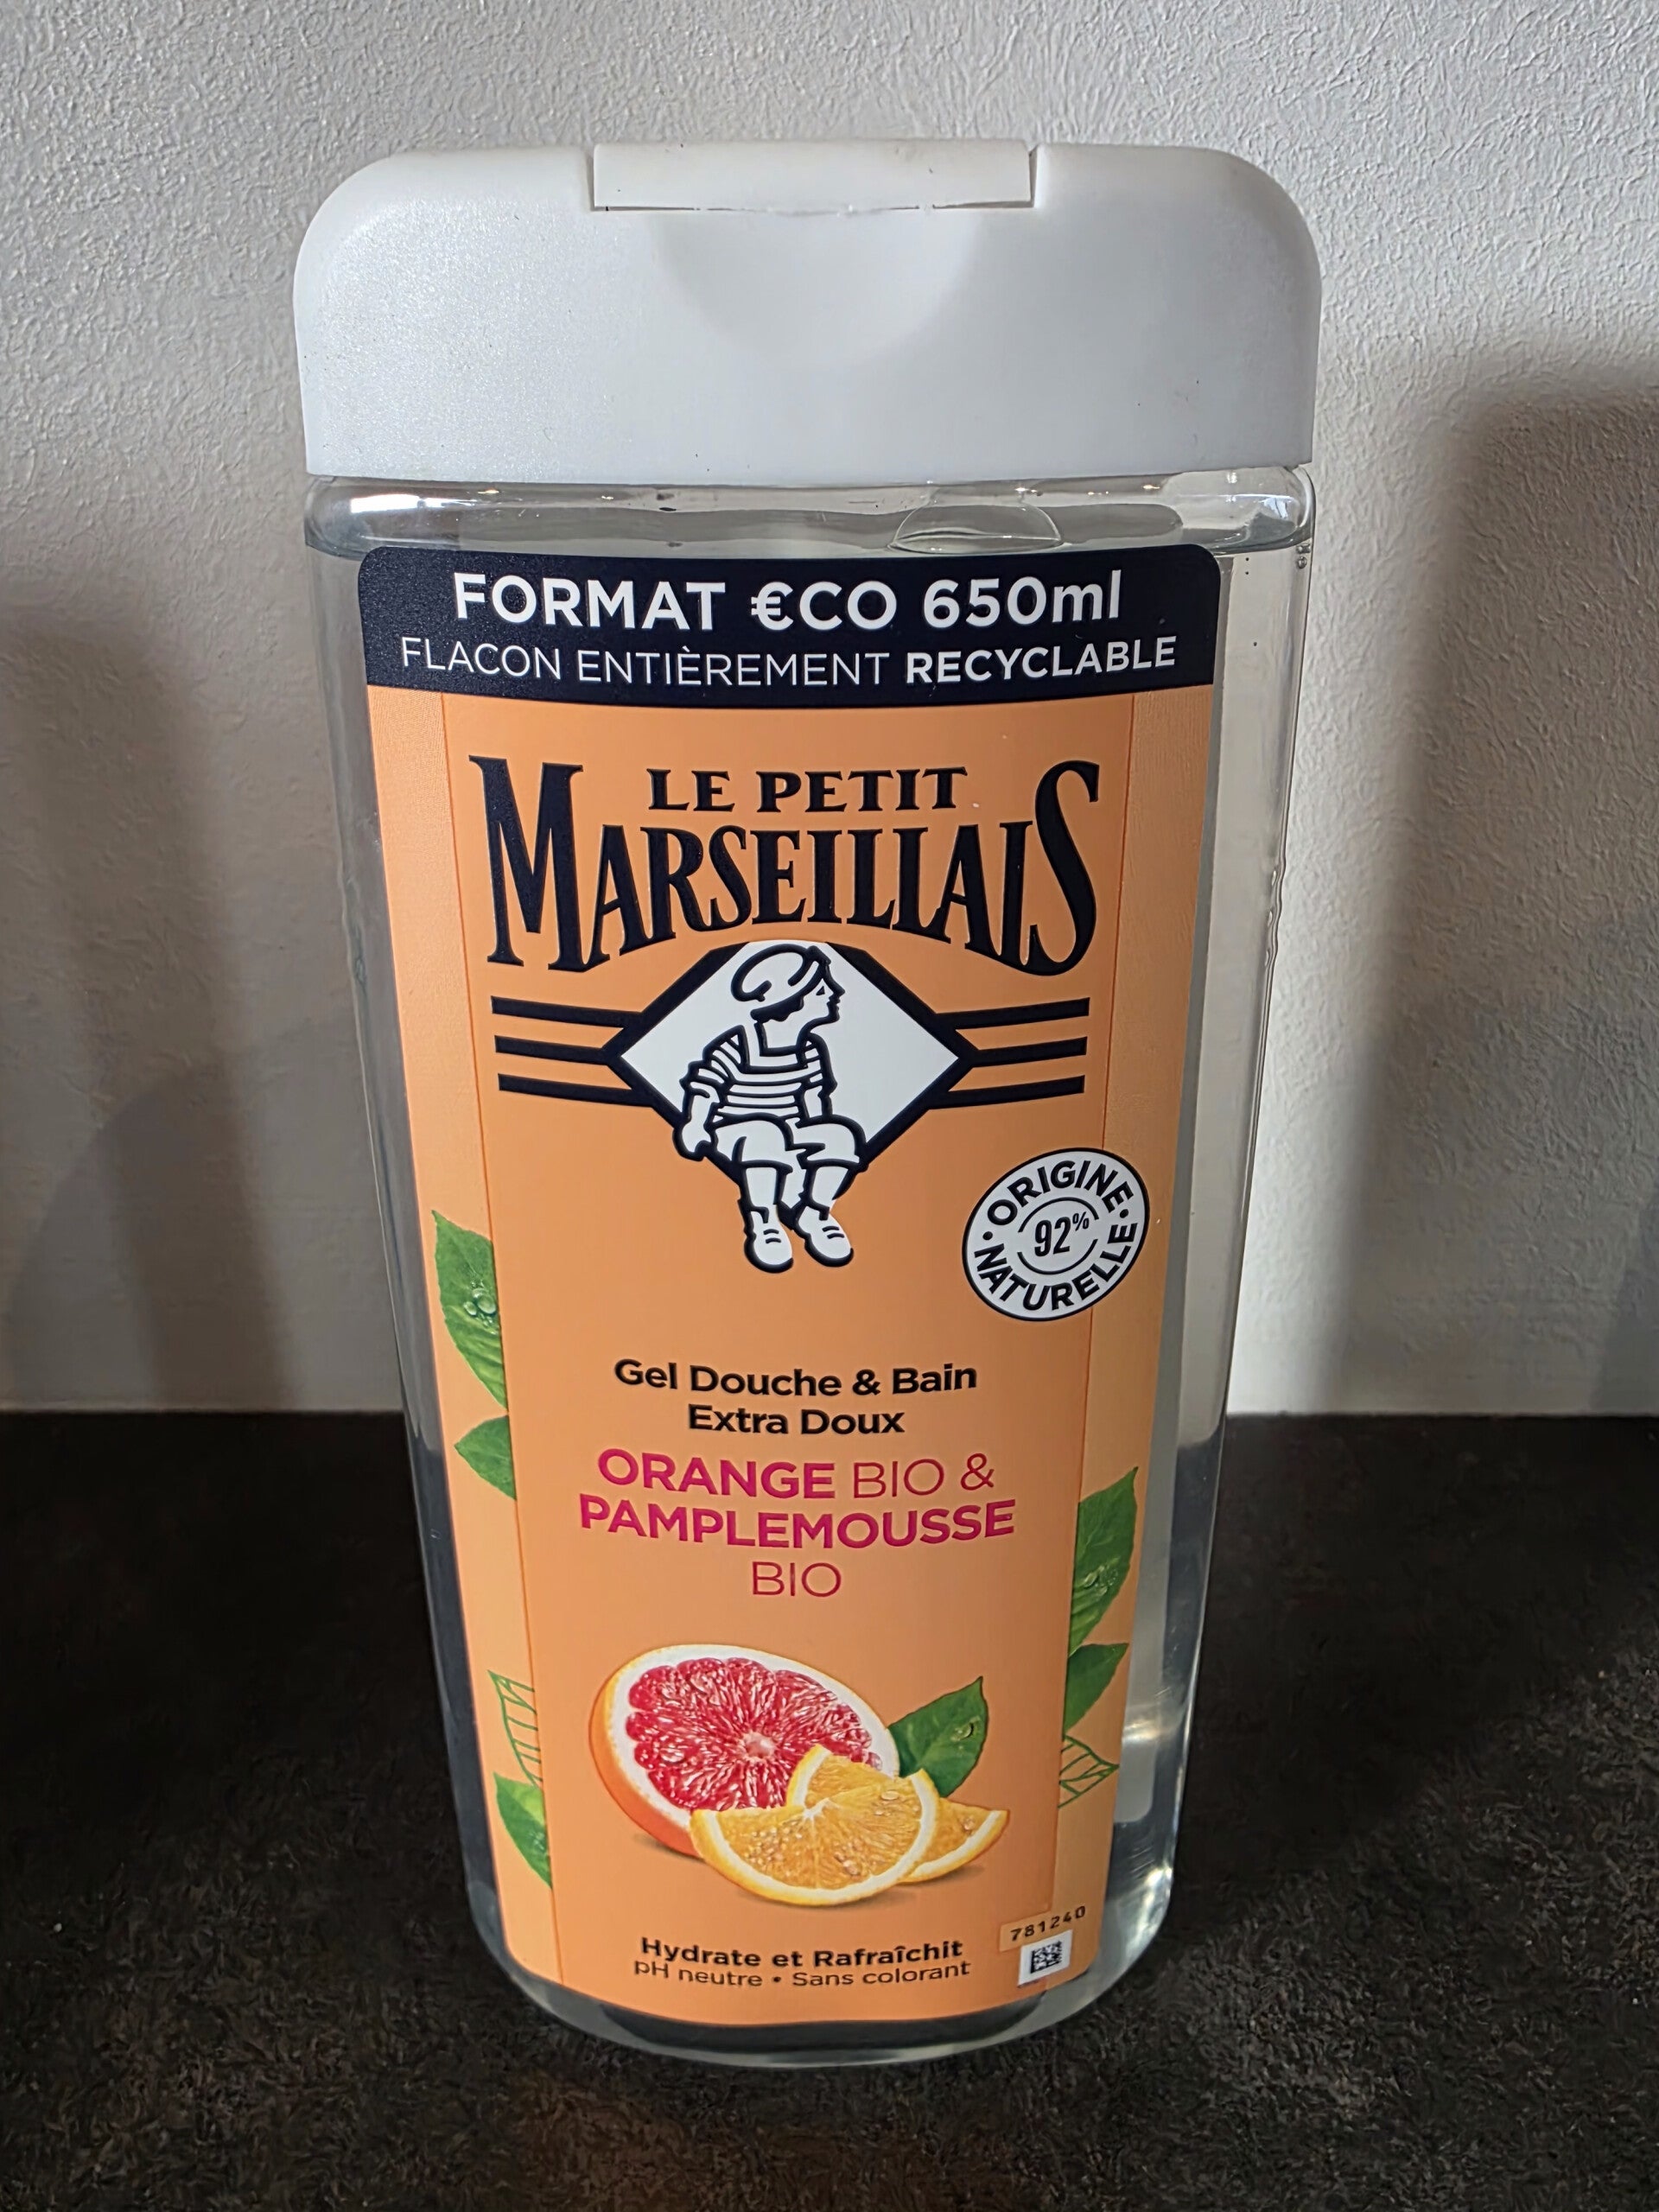 FORMAT €CO 650ml
FLACON ENTIÈREMENT RECYCLABLE
LE PETIT
MARSEILLAIS
ORIGINE
92%
NATURELLE
Gel Douche & Bain
Extra Doux
ORANGE BIO &
PAMPLEMOUSSE
BIO
781240
Hydrate et Rafraîchit
pH neutre • Sans colorant